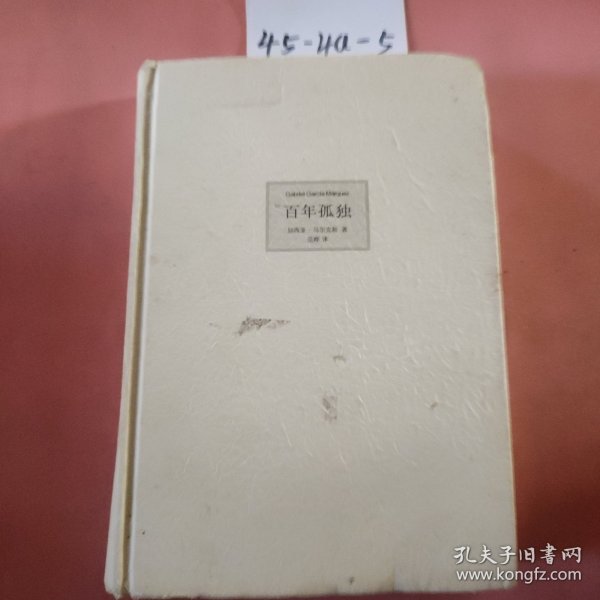 45-4a-5
Gabriel García Márquez
百年孤独
加西亚·马尔克斯 著
范晔 译
孔夫子旧书网
www.kongfz.com